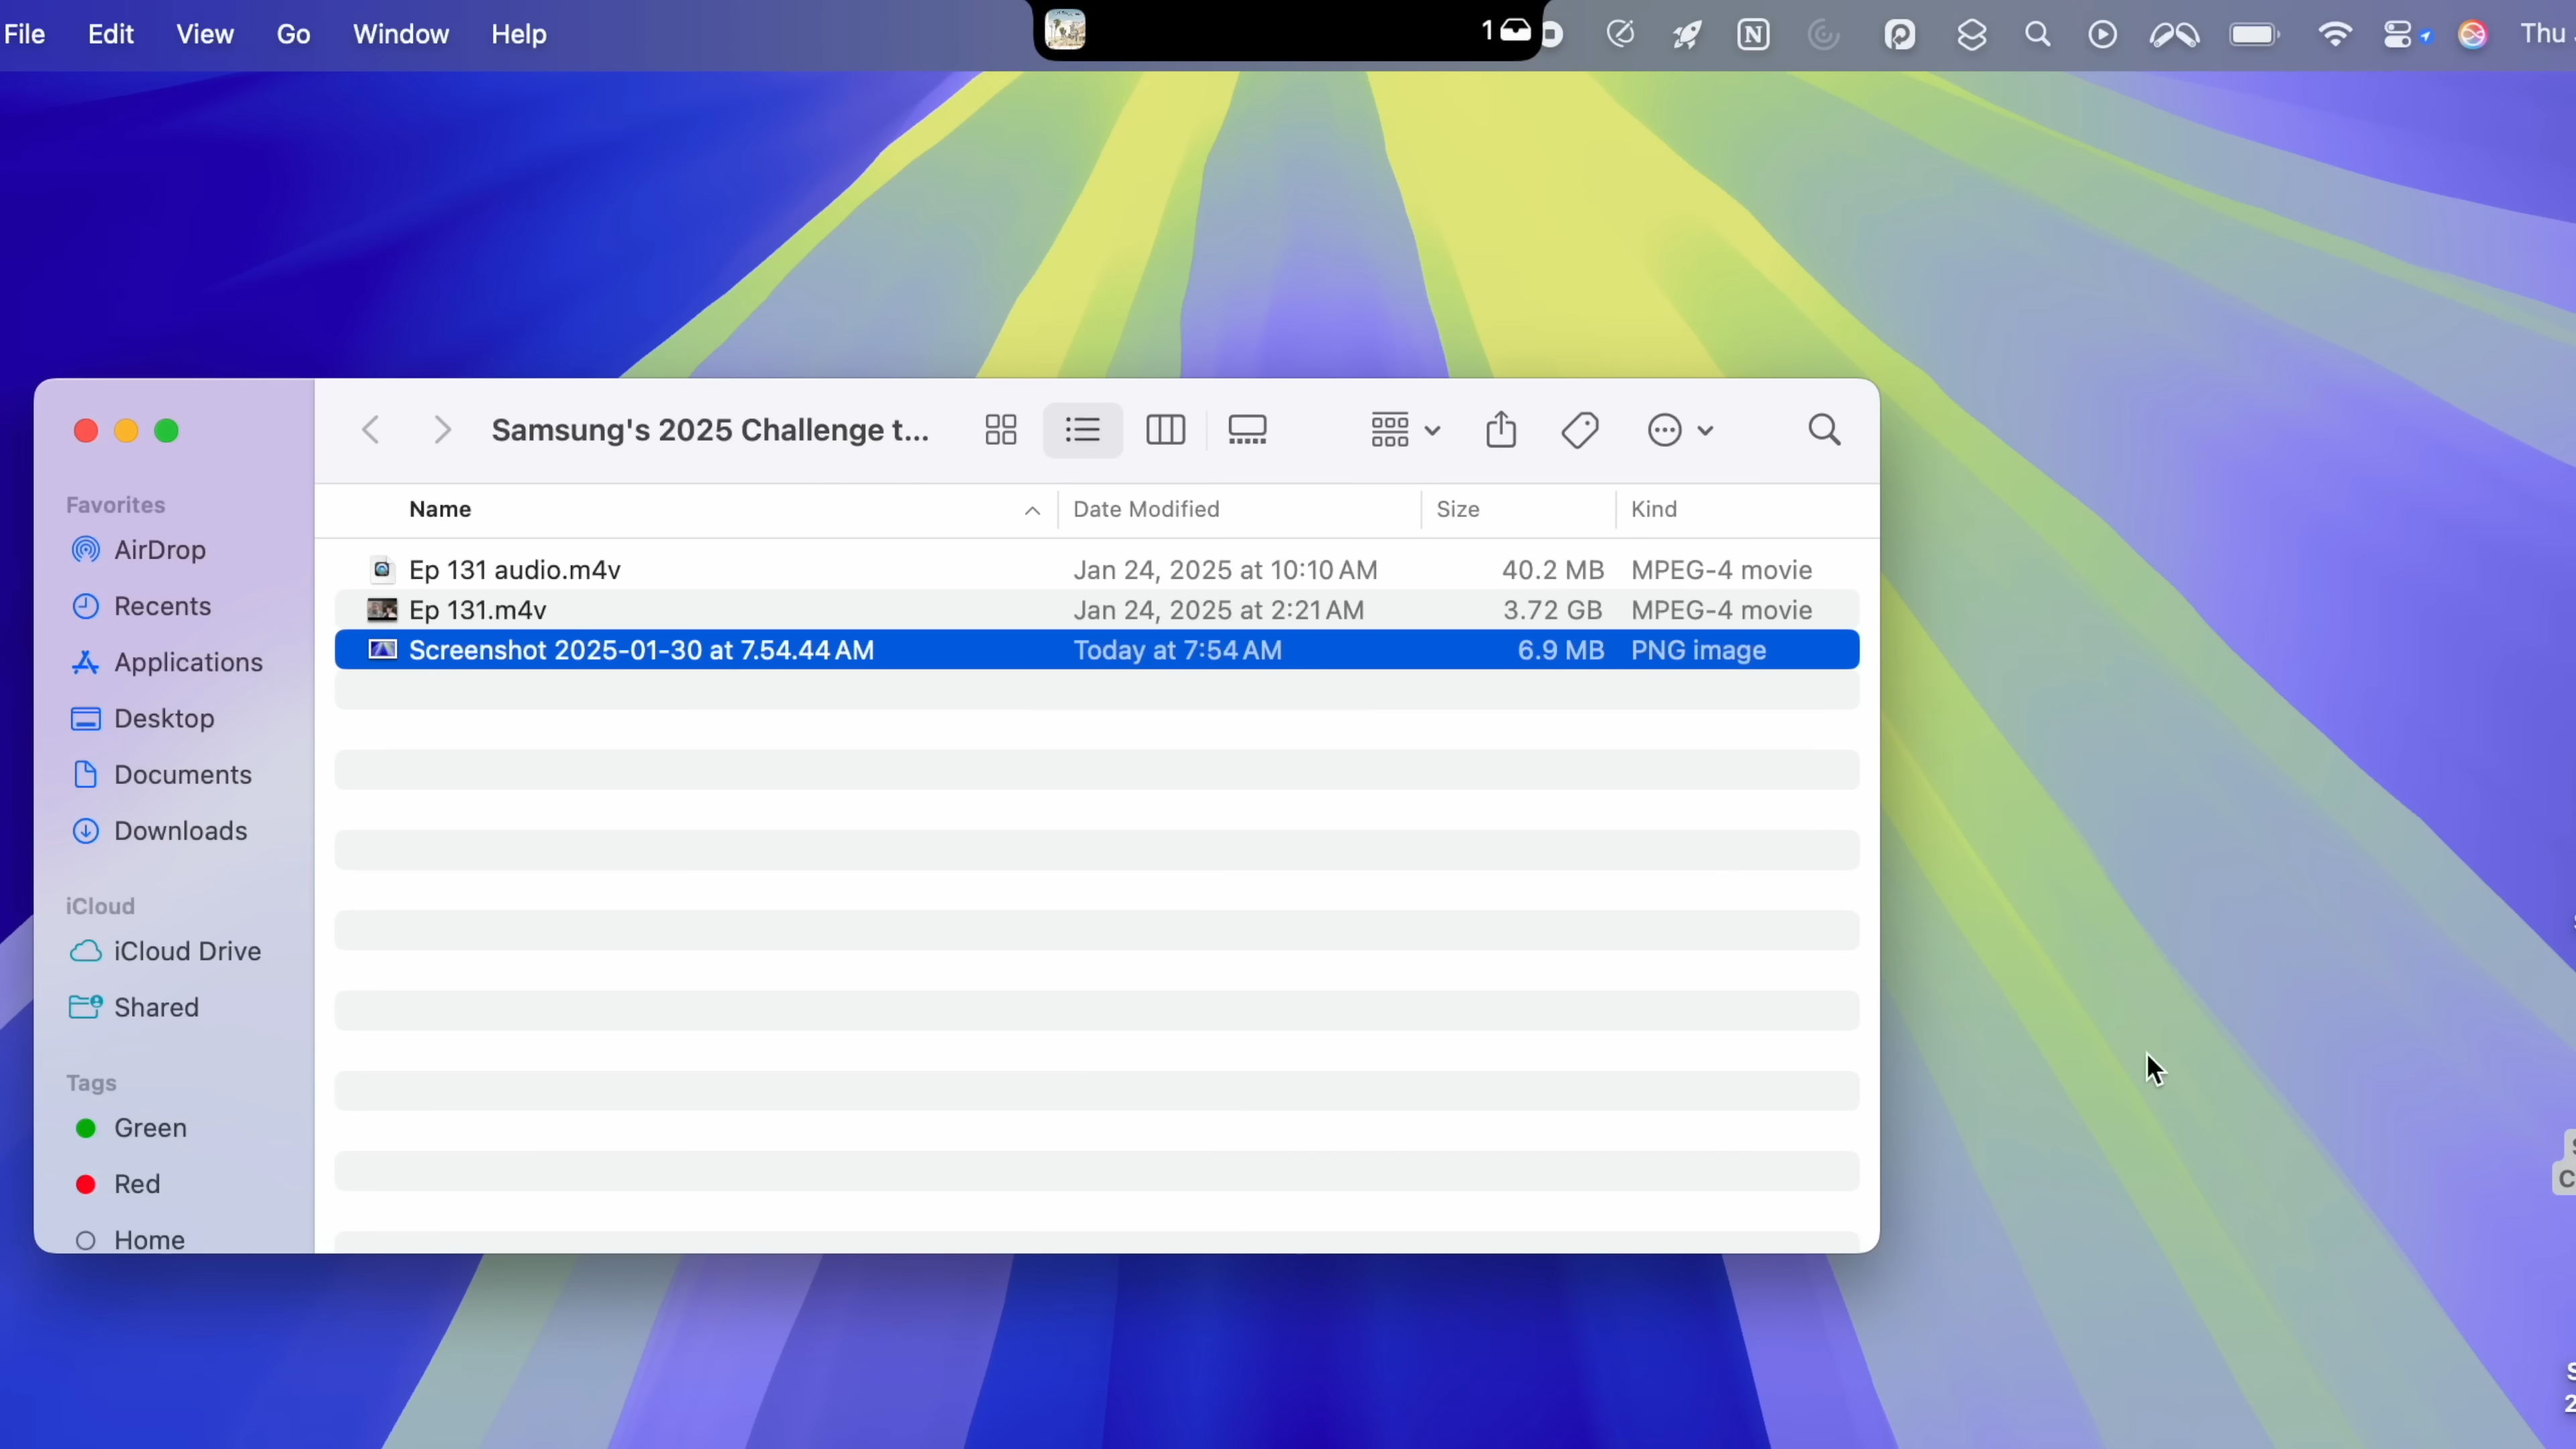 File Edit View Go Window Help
1
N
Thu
Samsung's 2025 Challenge t...
Name Date Modified Size Kind
Ep 131 audio.m4v Jan 24, 2025 at 10:10 AM 40.2 MB MPEG-4 movie
Ep 131.m4v Jan 24, 2025 at 2:21 AM 3.72 GB MPEG-4 movie
Screenshot 2025-01-30 at 7.54.44 AM Today at 7:54 AM 6.9 MB PNG image
Favorites
AirDrop
Recents
Applications
Desktop
Documents
Downloads
iCloud
iCloud Drive
Shared
Tags
Green
Red
Home